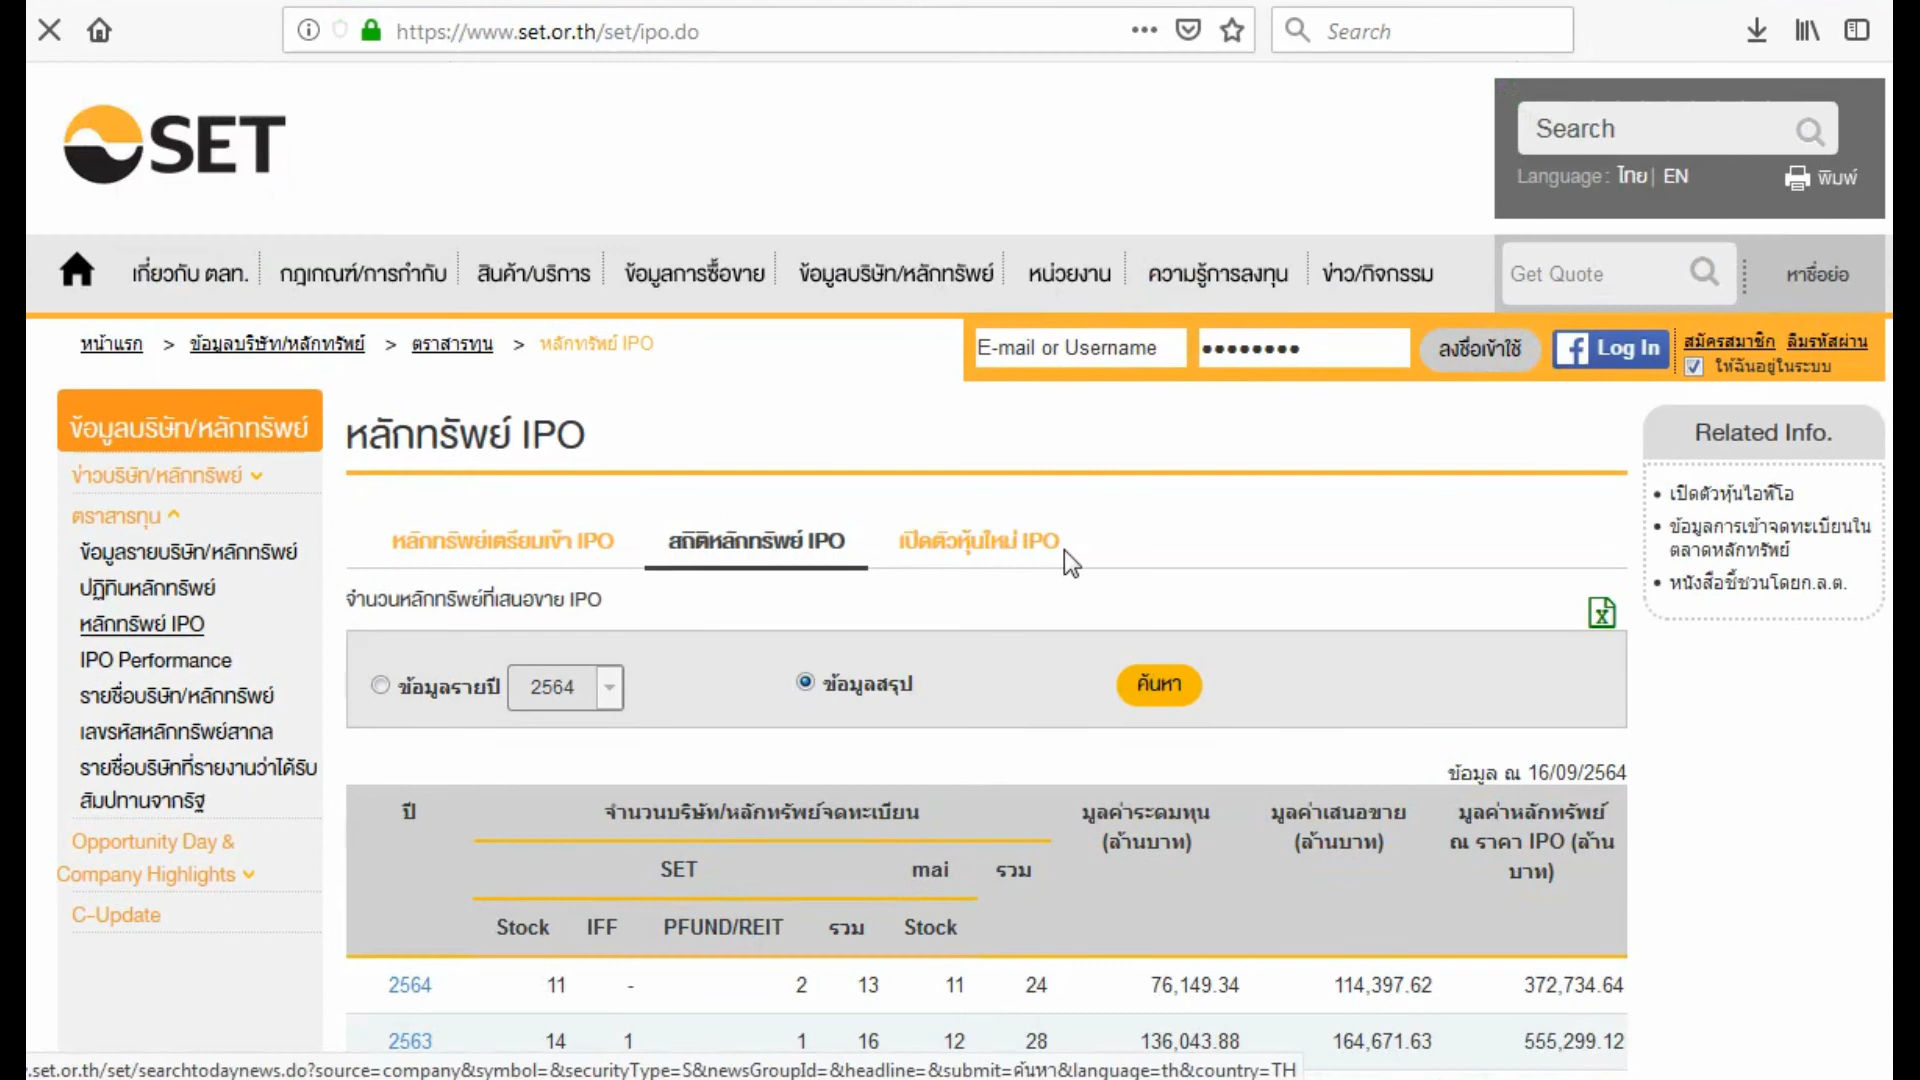 https://www.set.or.th/set/ipo.do
Search
SET
Search
Language : ไทย | EN
พิมพ์
เกี่ยวกับ ตลท.
กฎเกณฑ์/การกำกับ
สินค้า/บริการ
ข้อมูลการซื้อขาย
ข้อมูลบริษัท/หลักทรัพย์
หน่วยงาน
ความรู้การลงทุน
ข่าว/กิจกรรม
Get Quote
หาชื่อย่อ
หน้าแรก > ข้อมูลบริษัท/หลักทรัพย์ > ตราสารทุน > หลักทรัพย์ IPO
E-mail or Username
••••••••
ลงชื่อเข้าใช้
f Log In
สมัครสมาชิก ลืมรหัสผ่าน
ให้ฉันอยู่ในระบบ
ข้อมูลบริษัท/หลักทรัพย์
ข่าวบริษัท/หลักทรัพย์
ตราสารทุน
ข้อมูลรายบริษัท/หลักทรัพย์
ปฏิทินหลักทรัพย์
หลักทรัพย์ IPO
IPO Performance
รายชื่อบริษัท/หลักทรัพย์
เลขรหัสหลักทรัพย์สากล
รายชื่อบริษัทที่รายงานว่าได้รับ
สัมปทานจากรัฐ
Opportunity Day &
Company Highlights
C-Update
หลักทรัพย์ IPO
หลักทรัพย์เตรียมเข้า IPO
สถิติหลักทรัพย์ IPO
เปิดตัวหุ้นใหม่ IPO
จำนวนหลักทรัพย์ที่เสนอขาย IPO
ข้อมูลรายปี 2564
ข้อมูลสรุป
ค้นหา
Related Info.
• เปิดตัวหุ้นไอพีโอ
• ข้อมูลการเข้าจดทะเบียนใน
ตลาดหลักทรัพย์
• หนังสือชี้ชวนโดยก.ล.ต.
ข้อมูล ณ 16/09/2564
ปี
จำนวนบริษัท/หลักทรัพย์จดทะเบียน
มูลค่าระดมทุน
(ล้านบาท)
มูลค่าเสนอขาย
(ล้านบาท)
มูลค่าหลักทรัพย์
ณ ราคา IPO (ล้าน
บาท)
SET mai รวม
Stock IFF PFUND/REIT รวม Stock
2564 11 - 2 13 11 24 76,149.34 114,397.62 372,734.64
2563 14 1 1 16 12 28 136,043.88 164,671.63 555,299.12
.set.or.th/set/searchtodaynews.do?source=company&symbol=&securityType=S&newsGroupId=&headline=&submit=ค้นหา&language=th&country=TH